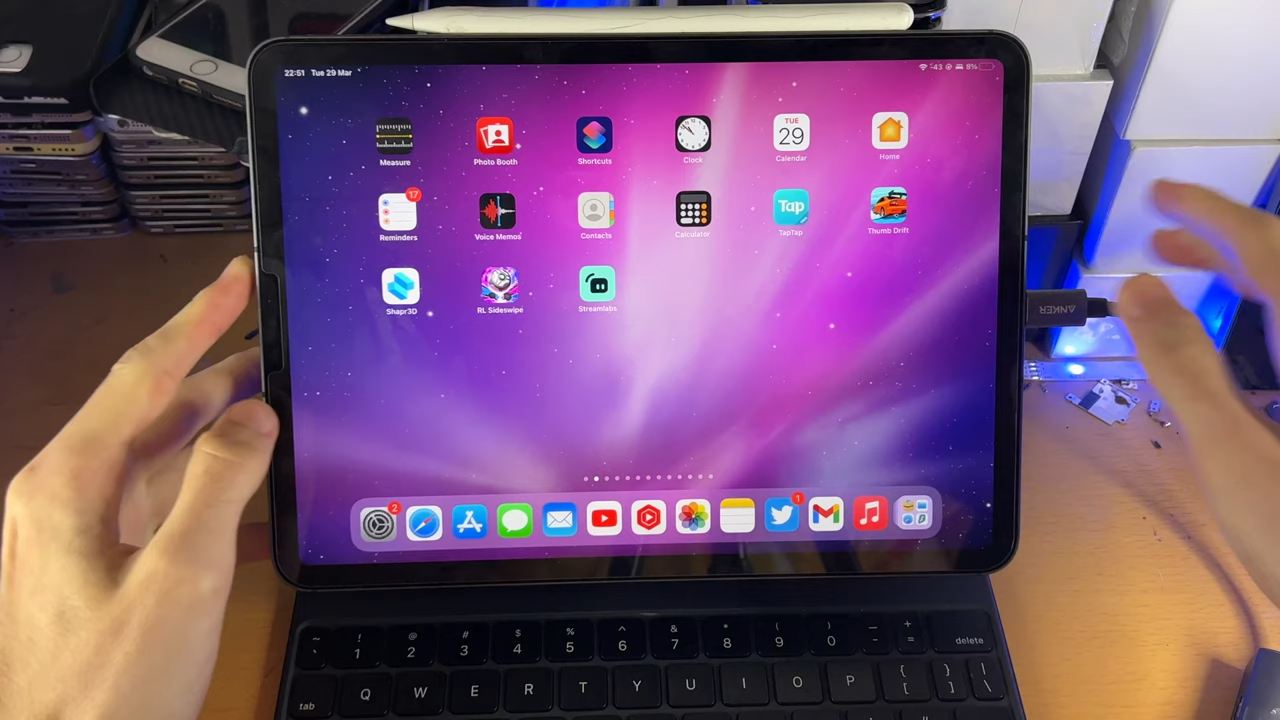 22:51 Tue 29 Mar
-43 8%
Measure
Photo Booth
Shortcuts
Clock
TUE
29
Calendar
Home
17
Reminders
Voice Memos
Contacts
Calculator
Tap
TapTap
Thumb Drift
Shapr3D
RL Sideswipe
Streamlabs
ANKER
2
1
~ ! @ # $ % ^ & * ( ) — +
` 1 2 3 4 5 6 7 8 9 0 - = delete
tab Q W E R T Y U I O P { [ } ] | \